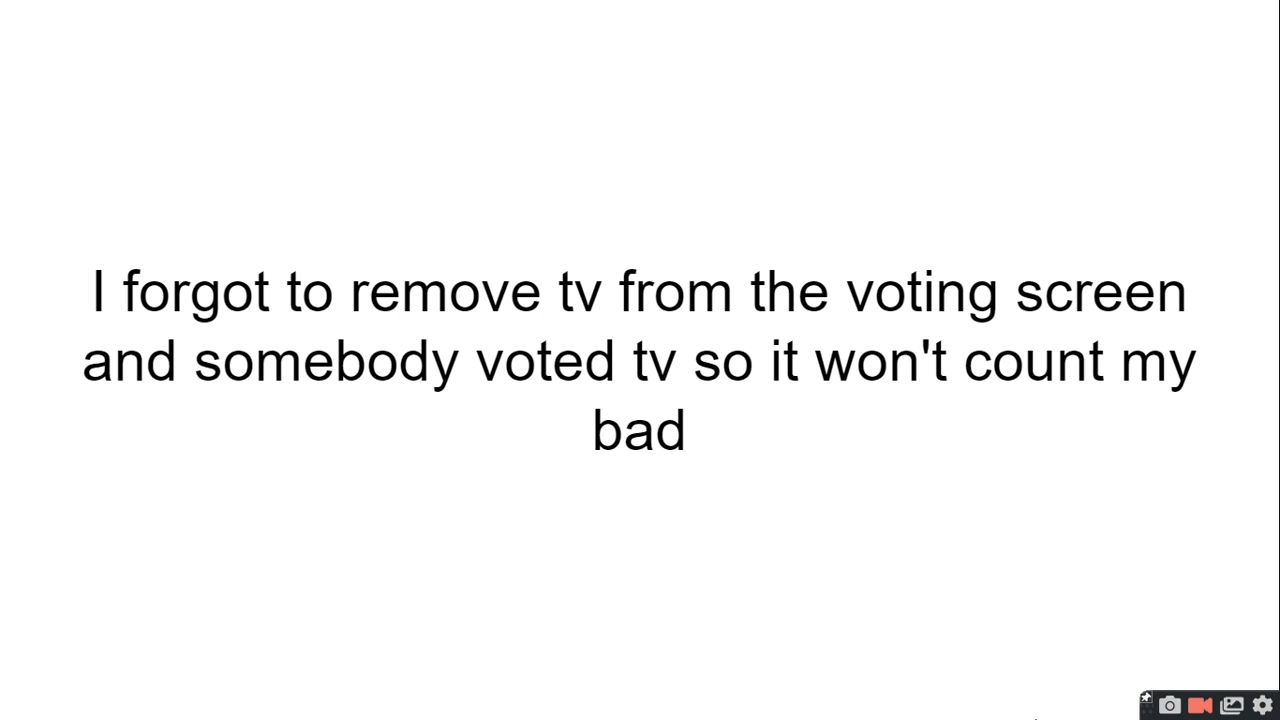 I forgot to remove tv from the voting screen
and somebody voted tv so it won't count my
bad